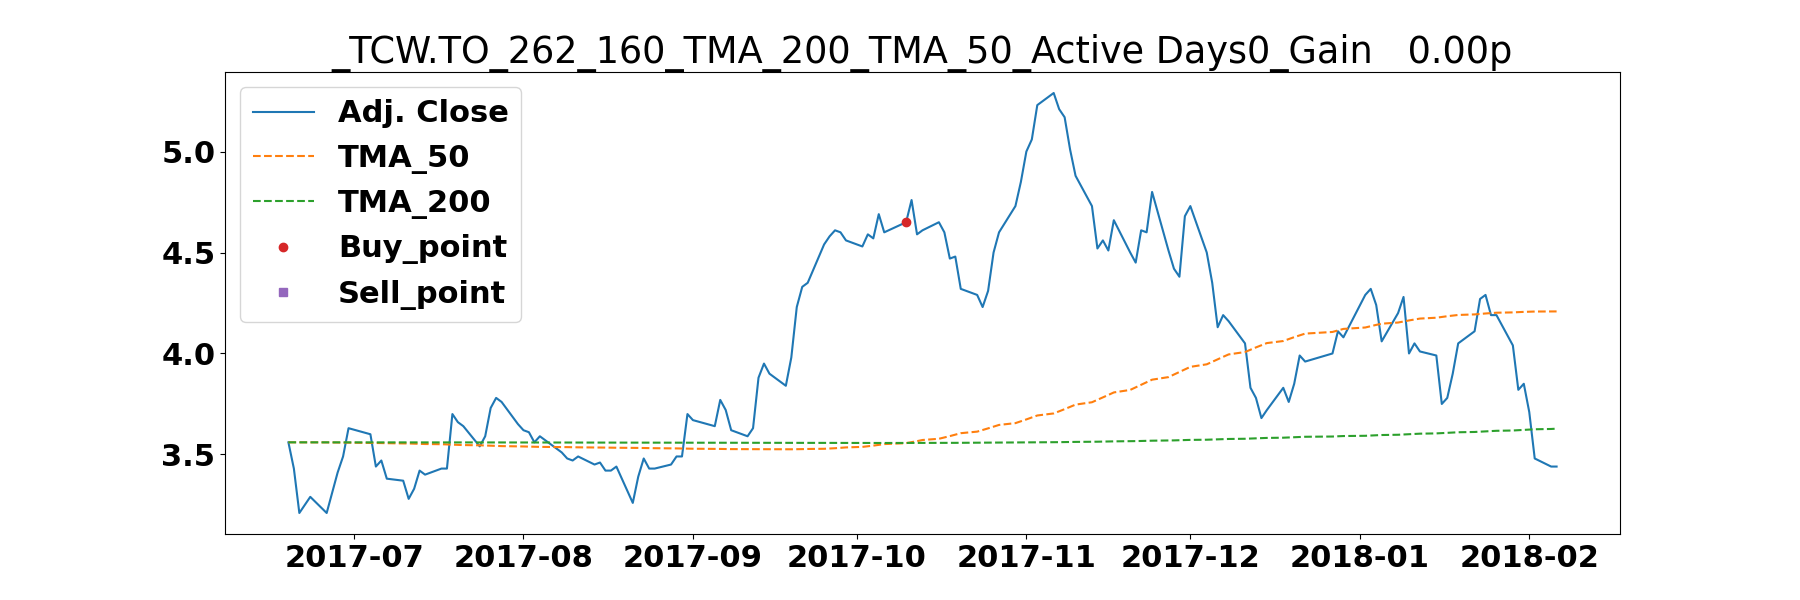 _TCW.TO_262_160_TMA_200_TMA_50_Active Days0_Gain   0.00p
Adj. Close
TMA_50
TMA_200
Buy_point
Sell_point
5.0
4.5
4.0
3.5
2017-07 2017-08 2017-09 2017-10 2017-11 2017-12 2018-01 2018-02